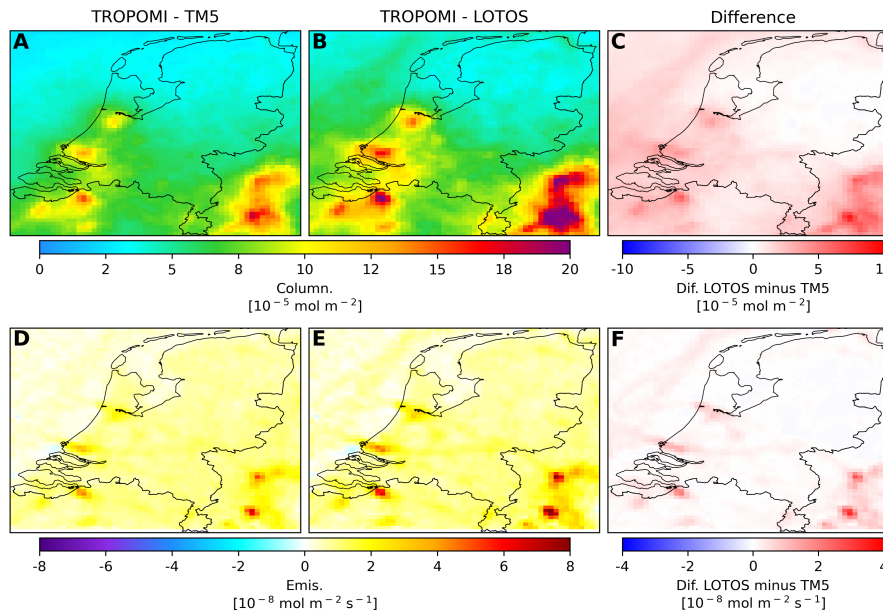 TROPOMI - TM5 TROPOMI - LOTOS Difference
A B C
0 2 5 8 10 12 15 18 20 -10 -5 0 5 1
Column. Dif. LOTOS minus TM5
[10⁻⁵ mol m⁻²] [10⁻⁵ mol m⁻²]
D E F
-8 -6 -4 -2 0 2 4 6 8 -4 -2 0 2 4
Emis. Dif. LOTOS minus TM5
[10⁻⁸ mol m⁻² s⁻¹] [10⁻⁸ mol m⁻² s⁻¹]